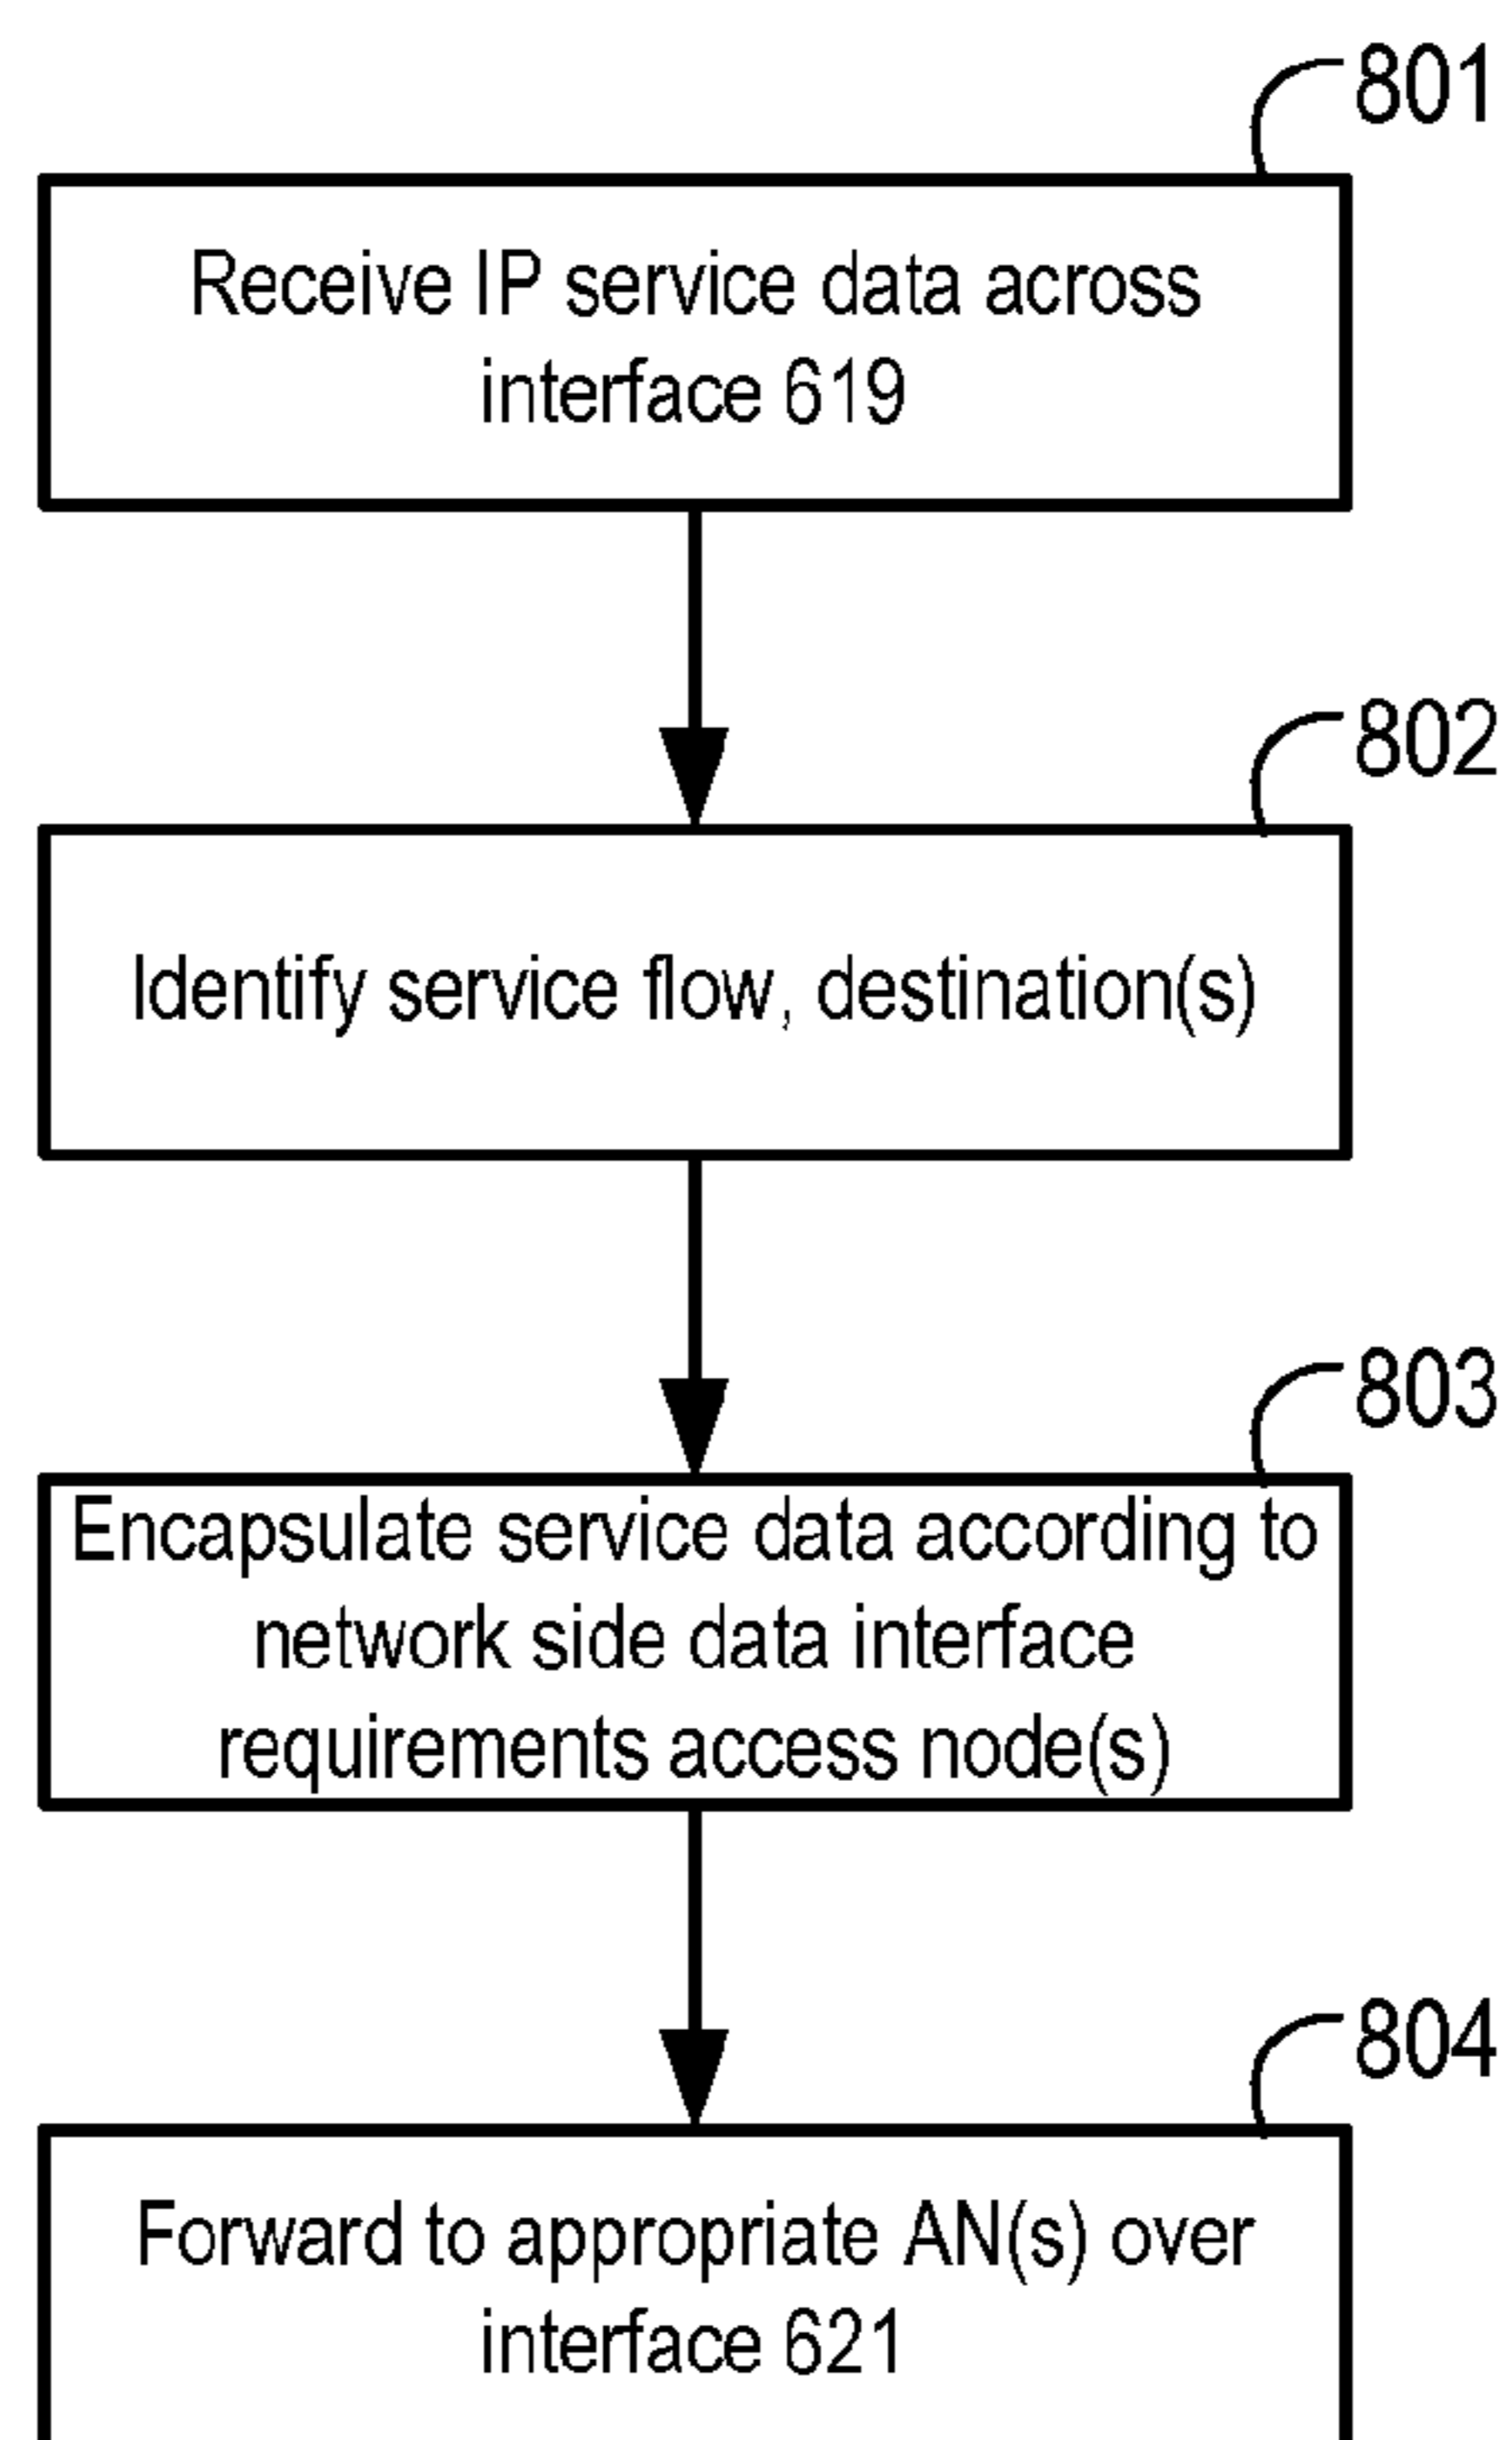 801
Receive IP service data across
interface 619
802
Identify service flow, destination(s)
803
Encapsulate service data according to
network side data interface
requirements access node(s)
804
Forward to appropriate AN(s) over
interface 621